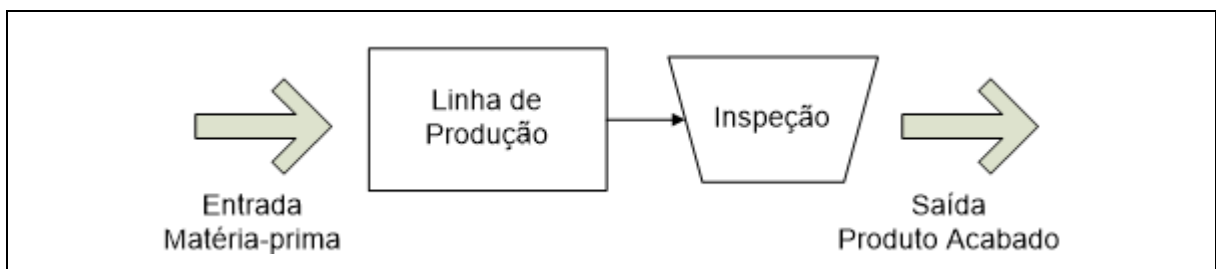 Linha de
Produção
Inspeção
Entrada
Matéria-prima
Saída
Produto Acabado